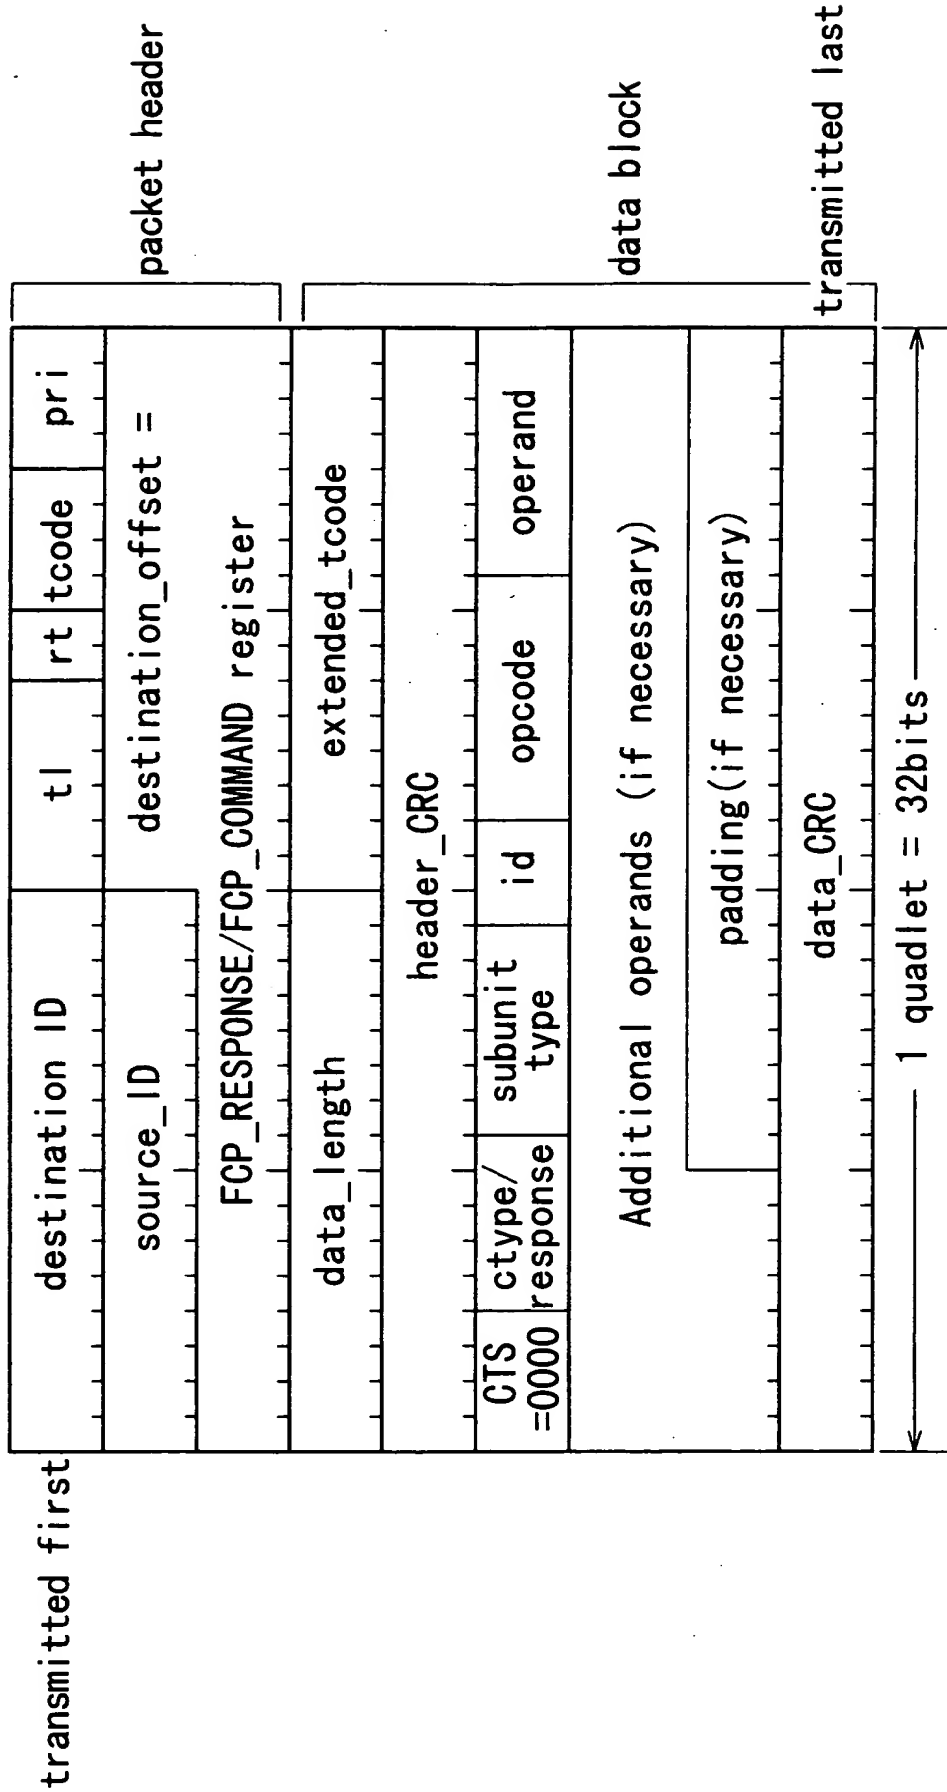 transmitted first
destination ID tl rt tcode pri
source_ID destination_offset =
FCP_RESPONSE/FCP_COMMAND register
packet header
data_length extended_tcode
header_CRC
CTS =0000 ctype/ response subunit type id opcode operand
Additional operands (if necessary)
padding(if necessary)
data_CRC
data block
transmitted last
1 quadlet = 32bits